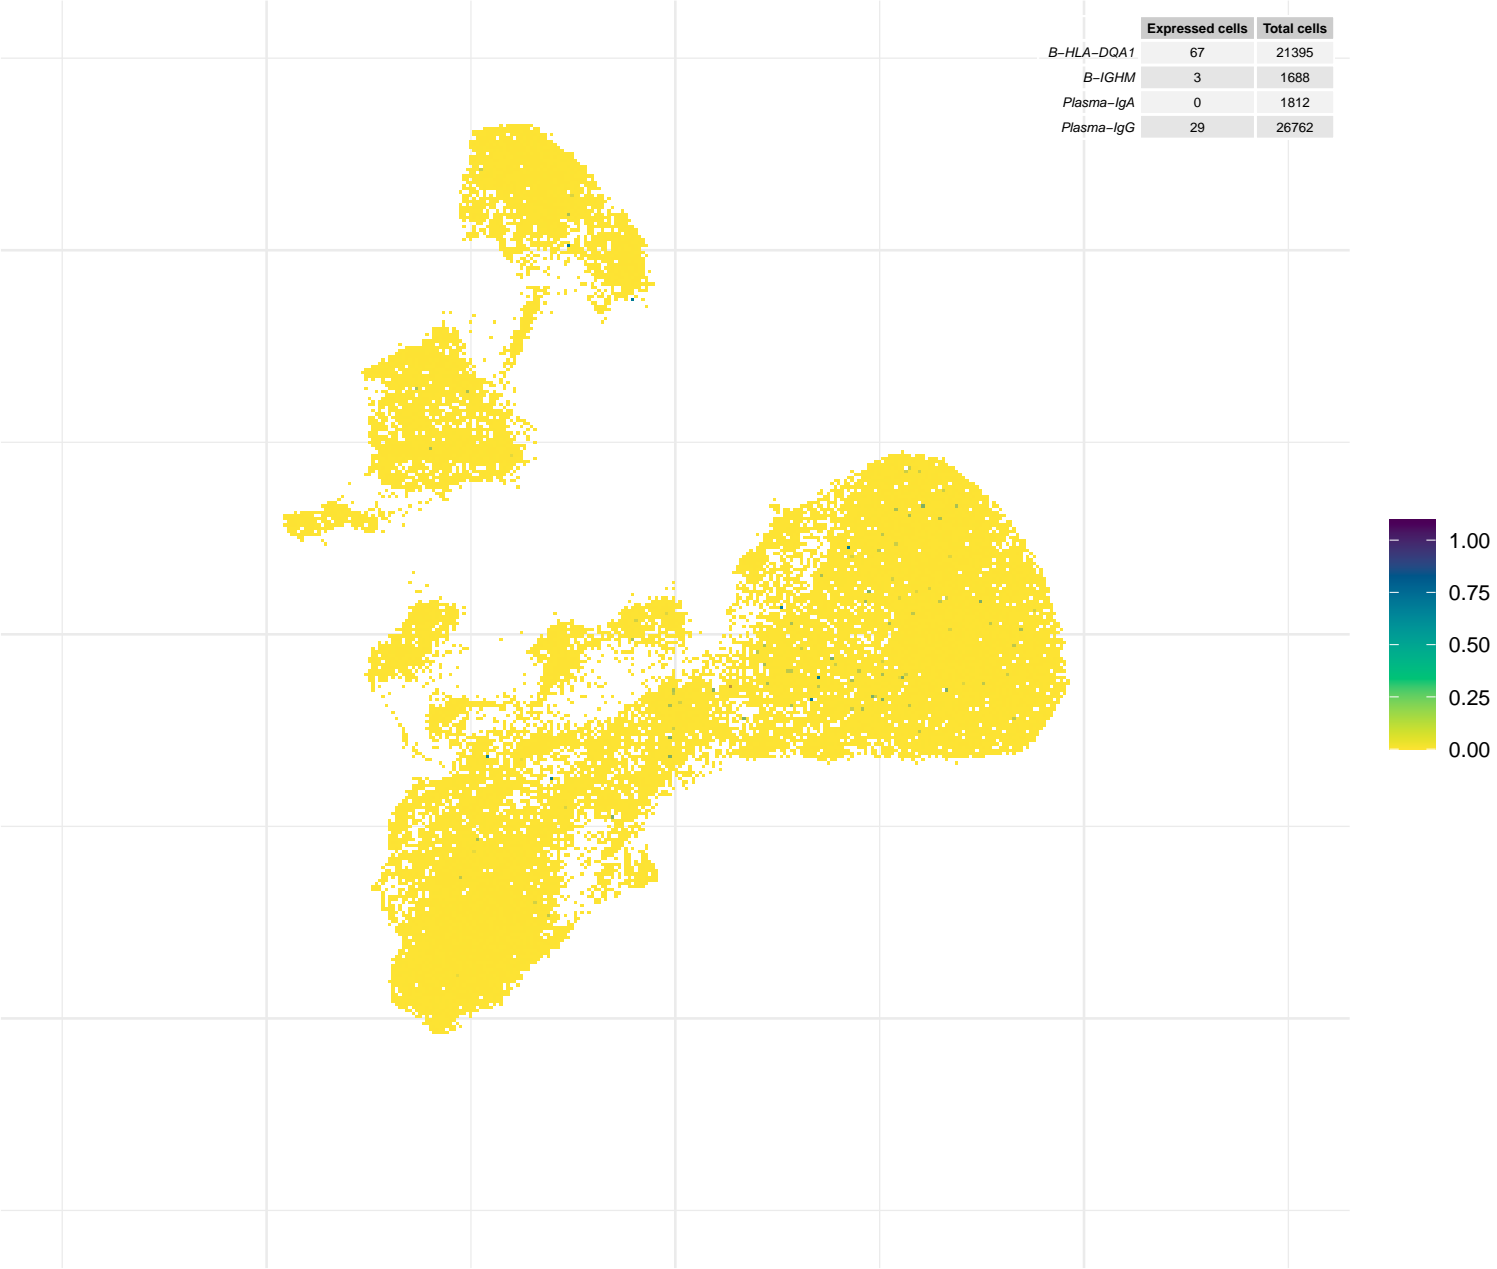 Expressed cells Total cells
B−HLA−DQA1 67 21395
B−IGHM 3 1688
Plasma−IgA 0 1812
Plasma−IgG 29 26762
1.00
0.75
0.50
0.25
0.00